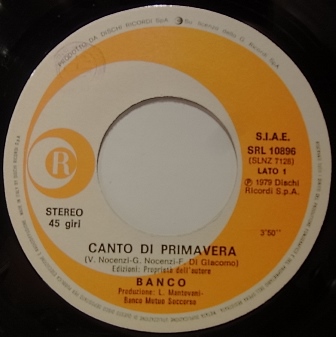 PRODOTTO DA DISCHI RICORDI S.p.A.
S.I.A.E.
SRL 10896
(SLNZ 7128)
LATO 1
℗ 1979 Dischi
Ricordi S.p.A.
R
STEREO
45 giri
3'50"
CANTO DI PRIMAVERA
(V. Nocenzi-G. Nocenzi-F. Di Giacomo)
Edizioni: Proprietà dell'autore
BANCO
Produzione: L. Mantovani-
Banco Mutuo Soccorso